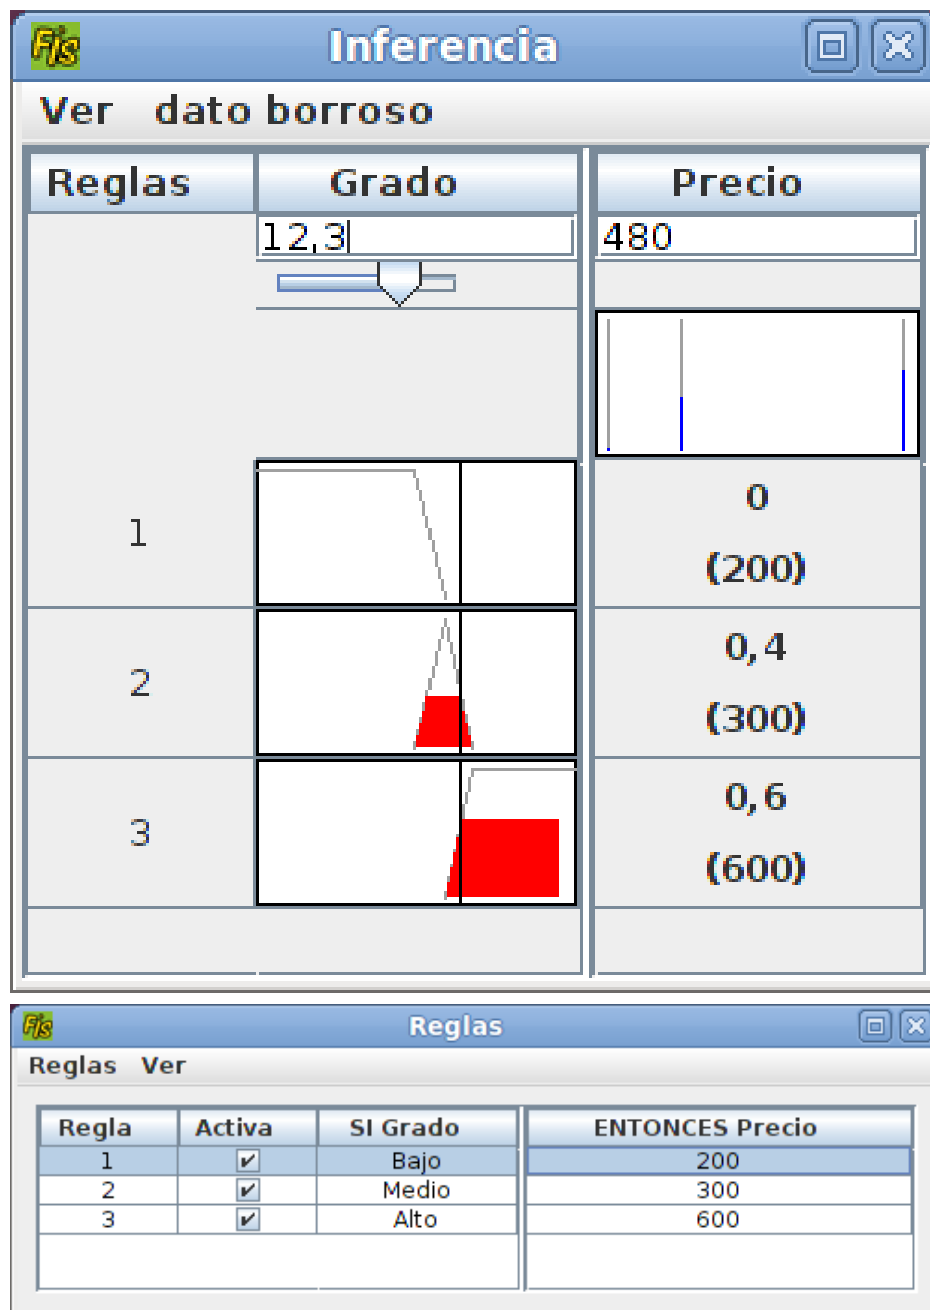 Fis Inferencia
Ver dato borroso
Reglas Grado Precio
12,3 480
1 0
(200)
2 0,4
(300)
3 0,6
(600)
Fis Reglas
Reglas Ver
Regla Activa SI Grado ENTONCES Precio
1 Bajo 200
2 Medio 300
3 Alto 600